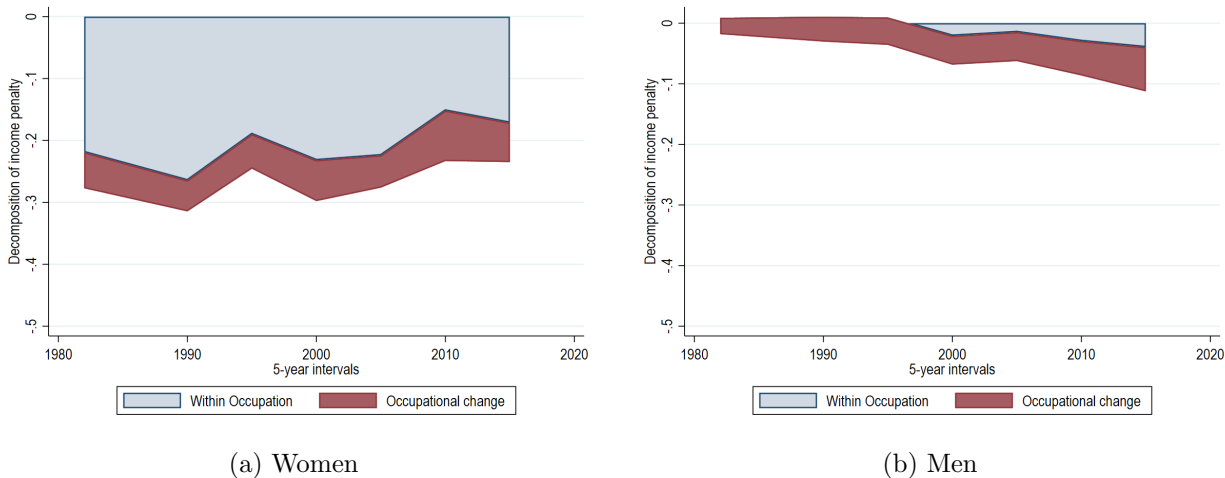 Decomposition of income penalty
0
-.1
-.2
-.3
-.4
-.5
1980 1990 2000 2010 2020
5-year intervals
Within Occupation Occupational change
(a) Women
Decomposition of income penalty
0
-.1
-.2
-.3
-.4
-.5
1980 1990 2000 2010 2020
5-year intervals
Within Occupation Occupational change
(b) Men